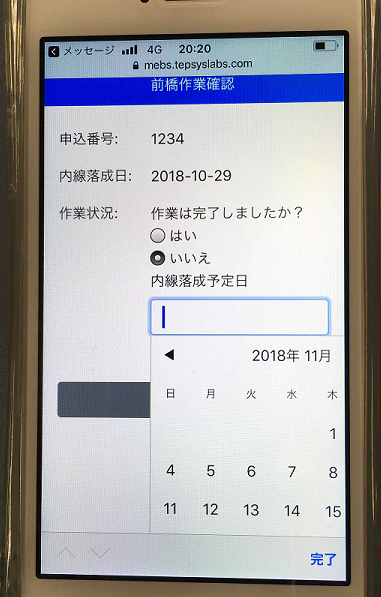 メッセージ 4G 20:20
mebs.tepsyslabs.com
前橋作業確認
申込番号: 1234
内線落成日: 2018-10-29
作業状況: 作業は完了しましたか？
はい
いいえ
内線落成予定日
◀ 2018年 11月
日 月 火 水 木
1
4 5 6 7 8
11 12 13 14 15
完了